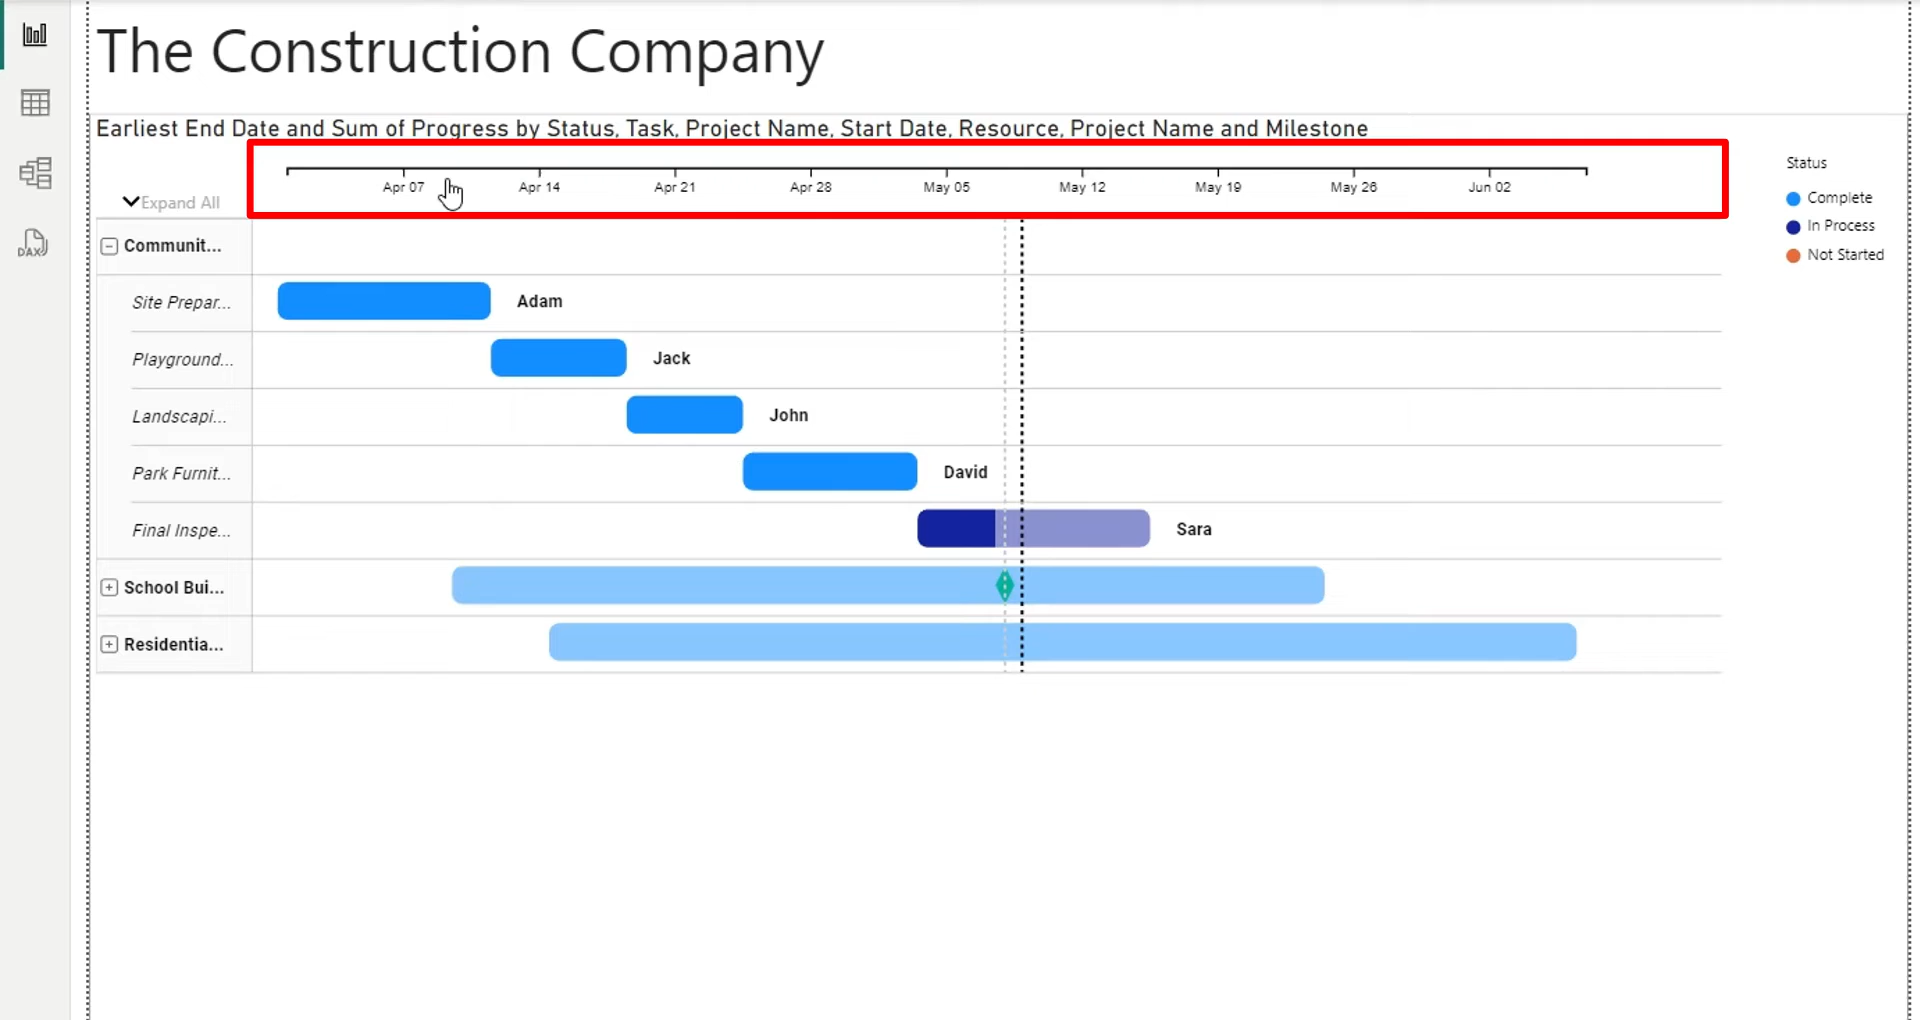 The Construction Company
Earliest End Date and Sum of Progress by Status, Task, Project Name, Start Date, Resource, Project Name and Milestone
Apr 07 Apr 14 Apr 21 Apr 28 May 05 May 12 May 19 May 26 Jun 02
Expand All
Status
Complete
In Process
Not Started
DAX
Communit...
Site Prepar... Adam
Playground... Jack
Landscapi... John
Park Furnit... David
Final Inspe... Sara
School Bui...
Residentia...